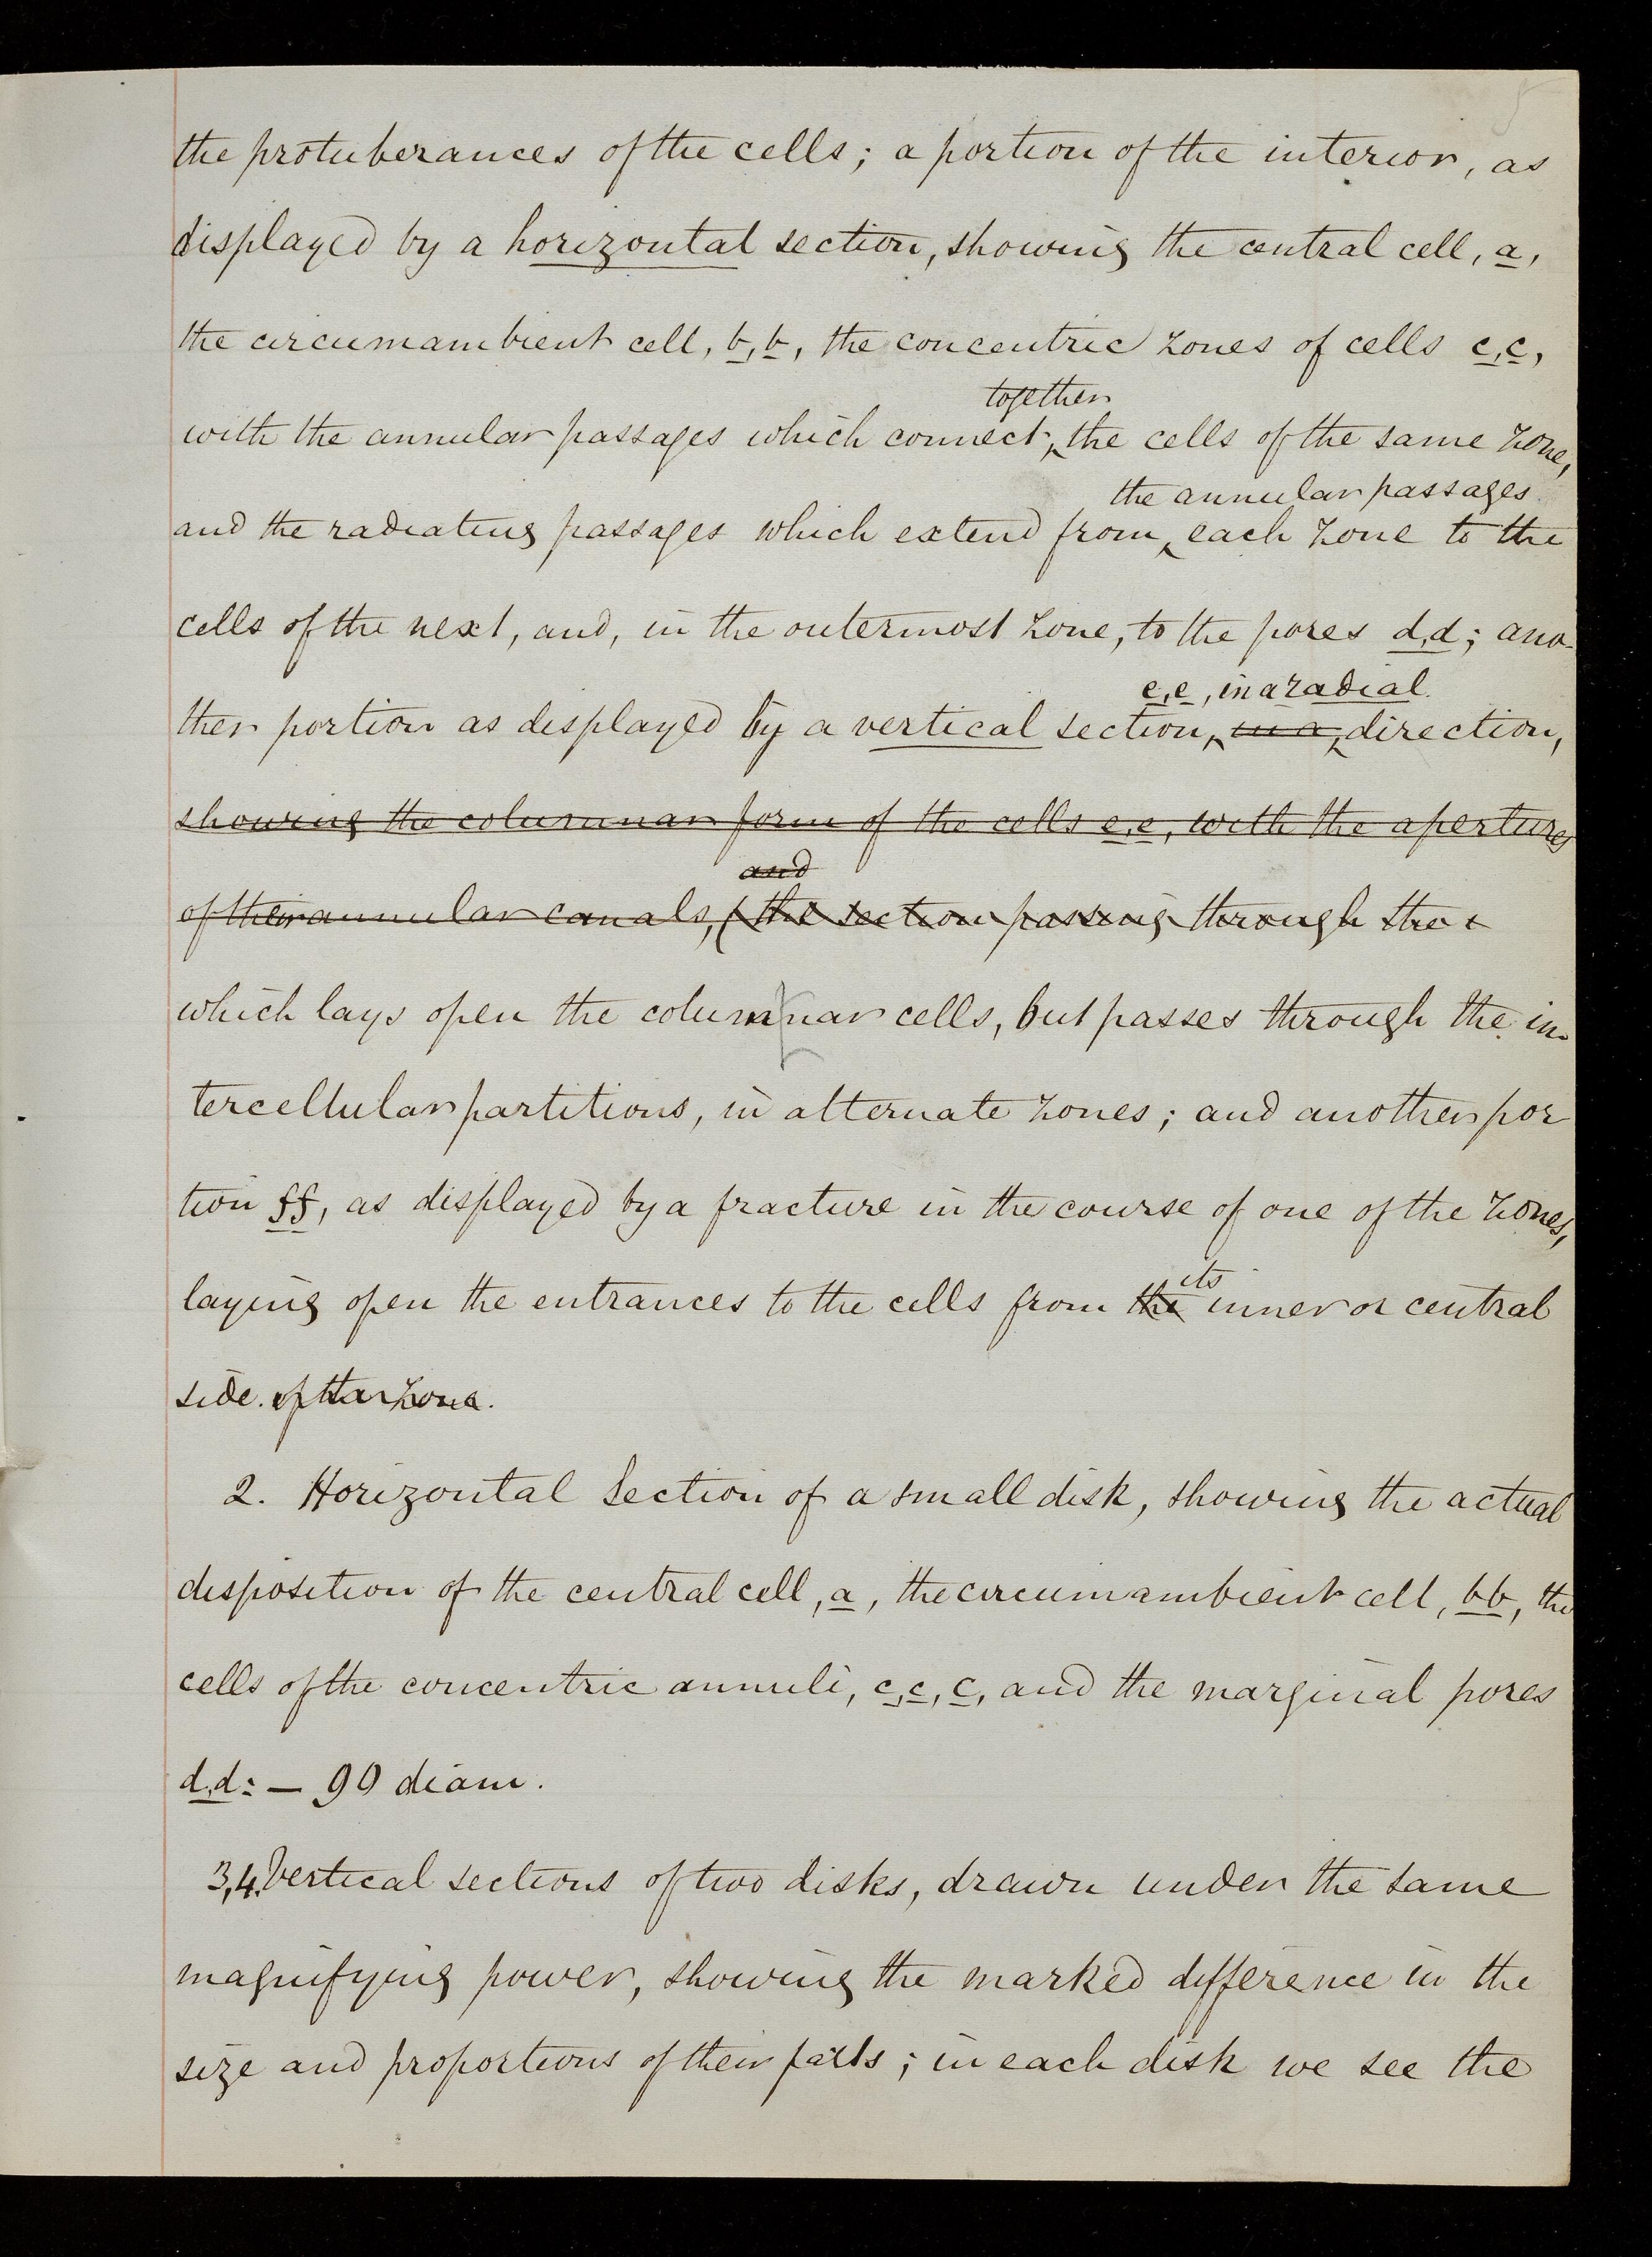 5
the protuberances of the cells; a portion of the interior, as
displayed by a horizontal section, showing the central cell, a,
the circumambient cell, b, b, the concentric zones of cells c, c,
together
with the annular passages which connect, the cells of the same zone,
the annular passages
and the radiating passages which extend from each zone to the
cells of the next, and, in the outermost zone, to the pores d, d; ano-
e, e, in a radial
ther portion as displayed by a vertical section, in a, direction,
showing the columnar form of the cells e, e, with the apertures
and
of their annular canals, (the section passing through the
which lays open the columnar cells, but passes through the in-
tercellular partitions, in alternate zones; and another por
tion ff, as displayed by a fracture in the course of one of the zones,
its
laying open the entrances to the cells from the inner or central
side. of the zone.
2. Horizontal Section of a small disk, showing the actual
disposition of the central cell, a, the circumambient cell, bb, the
cells of the concentric annuli, c, c, c, and the marginal pores
d, d: — 90 diam.
3, 4. Vertical sections of two disks, drawn under the same
magnifying power, showing the marked difference in the
size and proportions of their parts; in each disk we see the